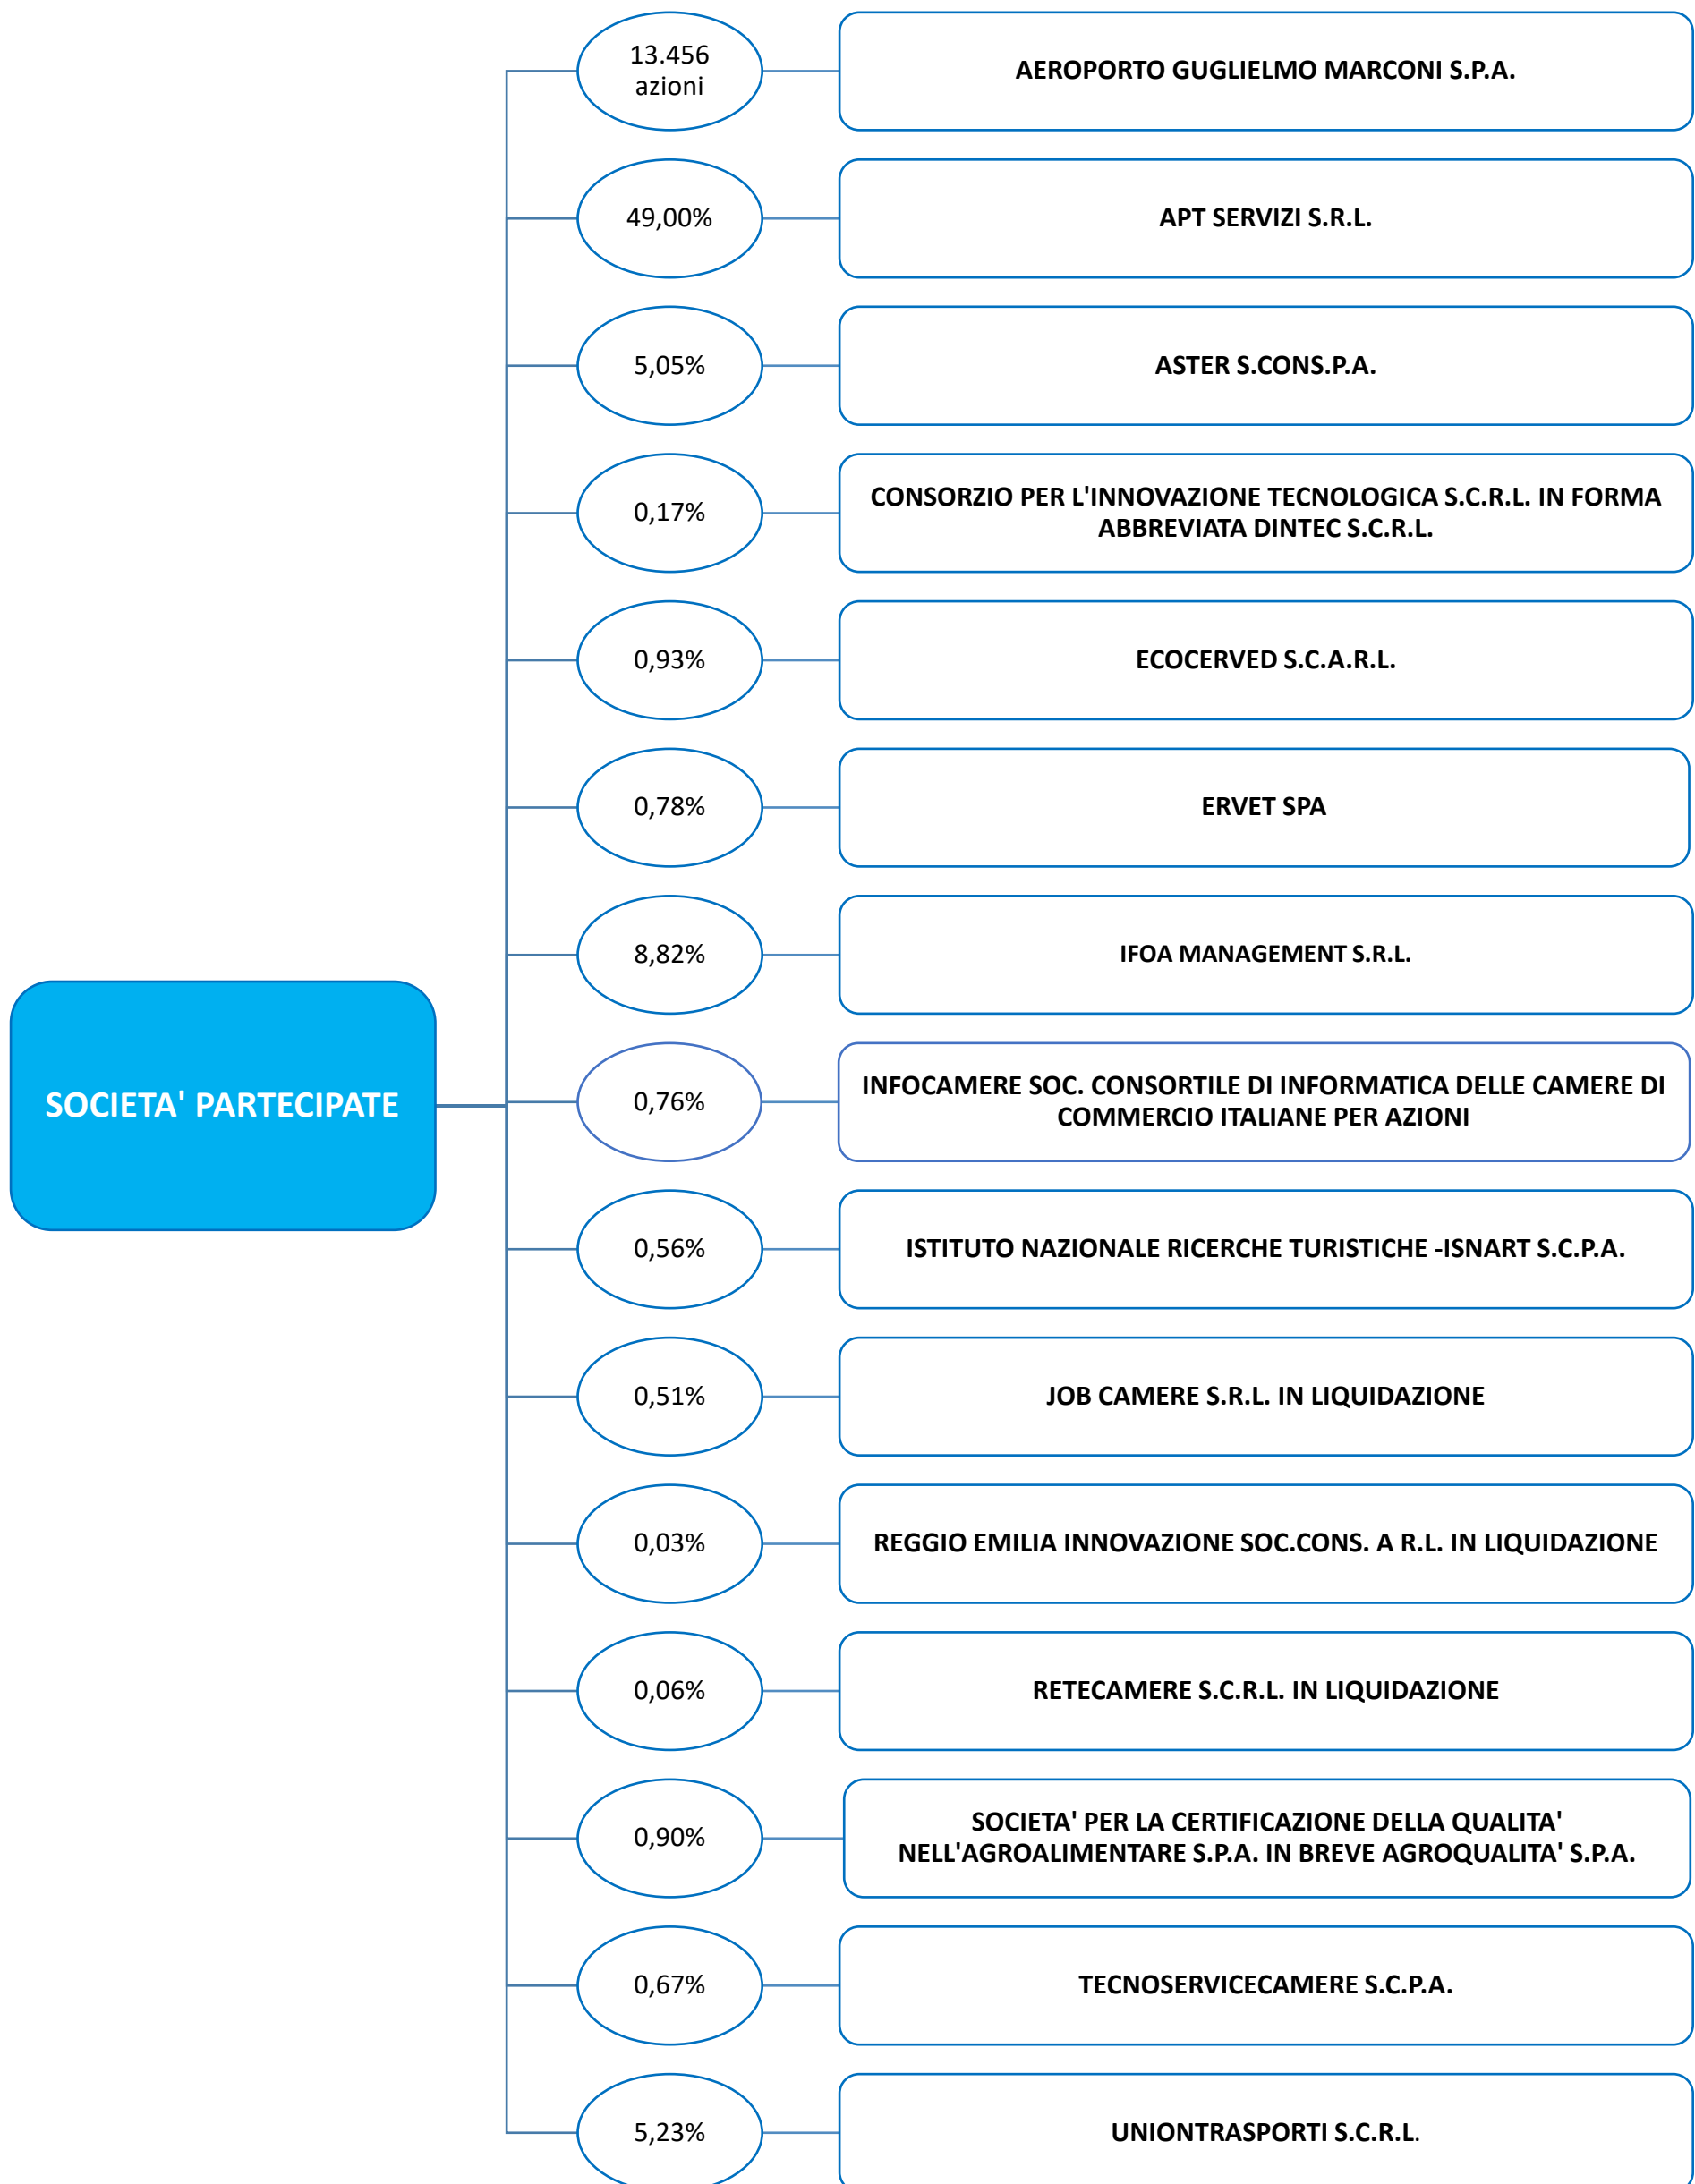 13.456
azioni
AEROPORTO GUGLIELMO MARCONI S.P.A.
49,00%
APT SERVIZI S.R.L.
5,05%
ASTER S.CONS.P.A.
0,17%
CONSORZIO PER L'INNOVAZIONE TECNOLOGICA S.C.R.L. IN FORMA
ABBREVIATA DINTEC S.C.R.L.
0,93%
ECOCERVED S.C.A.R.L.
0,78%
ERVET SPA
8,82%
IFOA MANAGEMENT S.R.L.
SOCIETA' PARTECIPATE
0,76%
INFOCAMERE SOC. CONSORTILE DI INFORMATICA DELLE CAMERE DI
COMMERCIO ITALIANE PER AZIONI
0,56%
ISTITUTO NAZIONALE RICERCHE TURISTICHE -ISNART S.C.P.A.
0,51%
JOB CAMERE S.R.L. IN LIQUIDAZIONE
0,03%
REGGIO EMILIA INNOVAZIONE SOC.CONS. A R.L. IN LIQUIDAZIONE
0,06%
RETECAMERE S.C.R.L. IN LIQUIDAZIONE
0,90%
SOCIETA' PER LA CERTIFICAZIONE DELLA QUALITA'
NELL'AGROALIMENTARE S.P.A. IN BREVE AGROQUALITA' S.P.A.
0,67%
TECNOSERVICECAMERE S.C.P.A.
5,23%
UNIONTRASPORTI S.C.R.L.